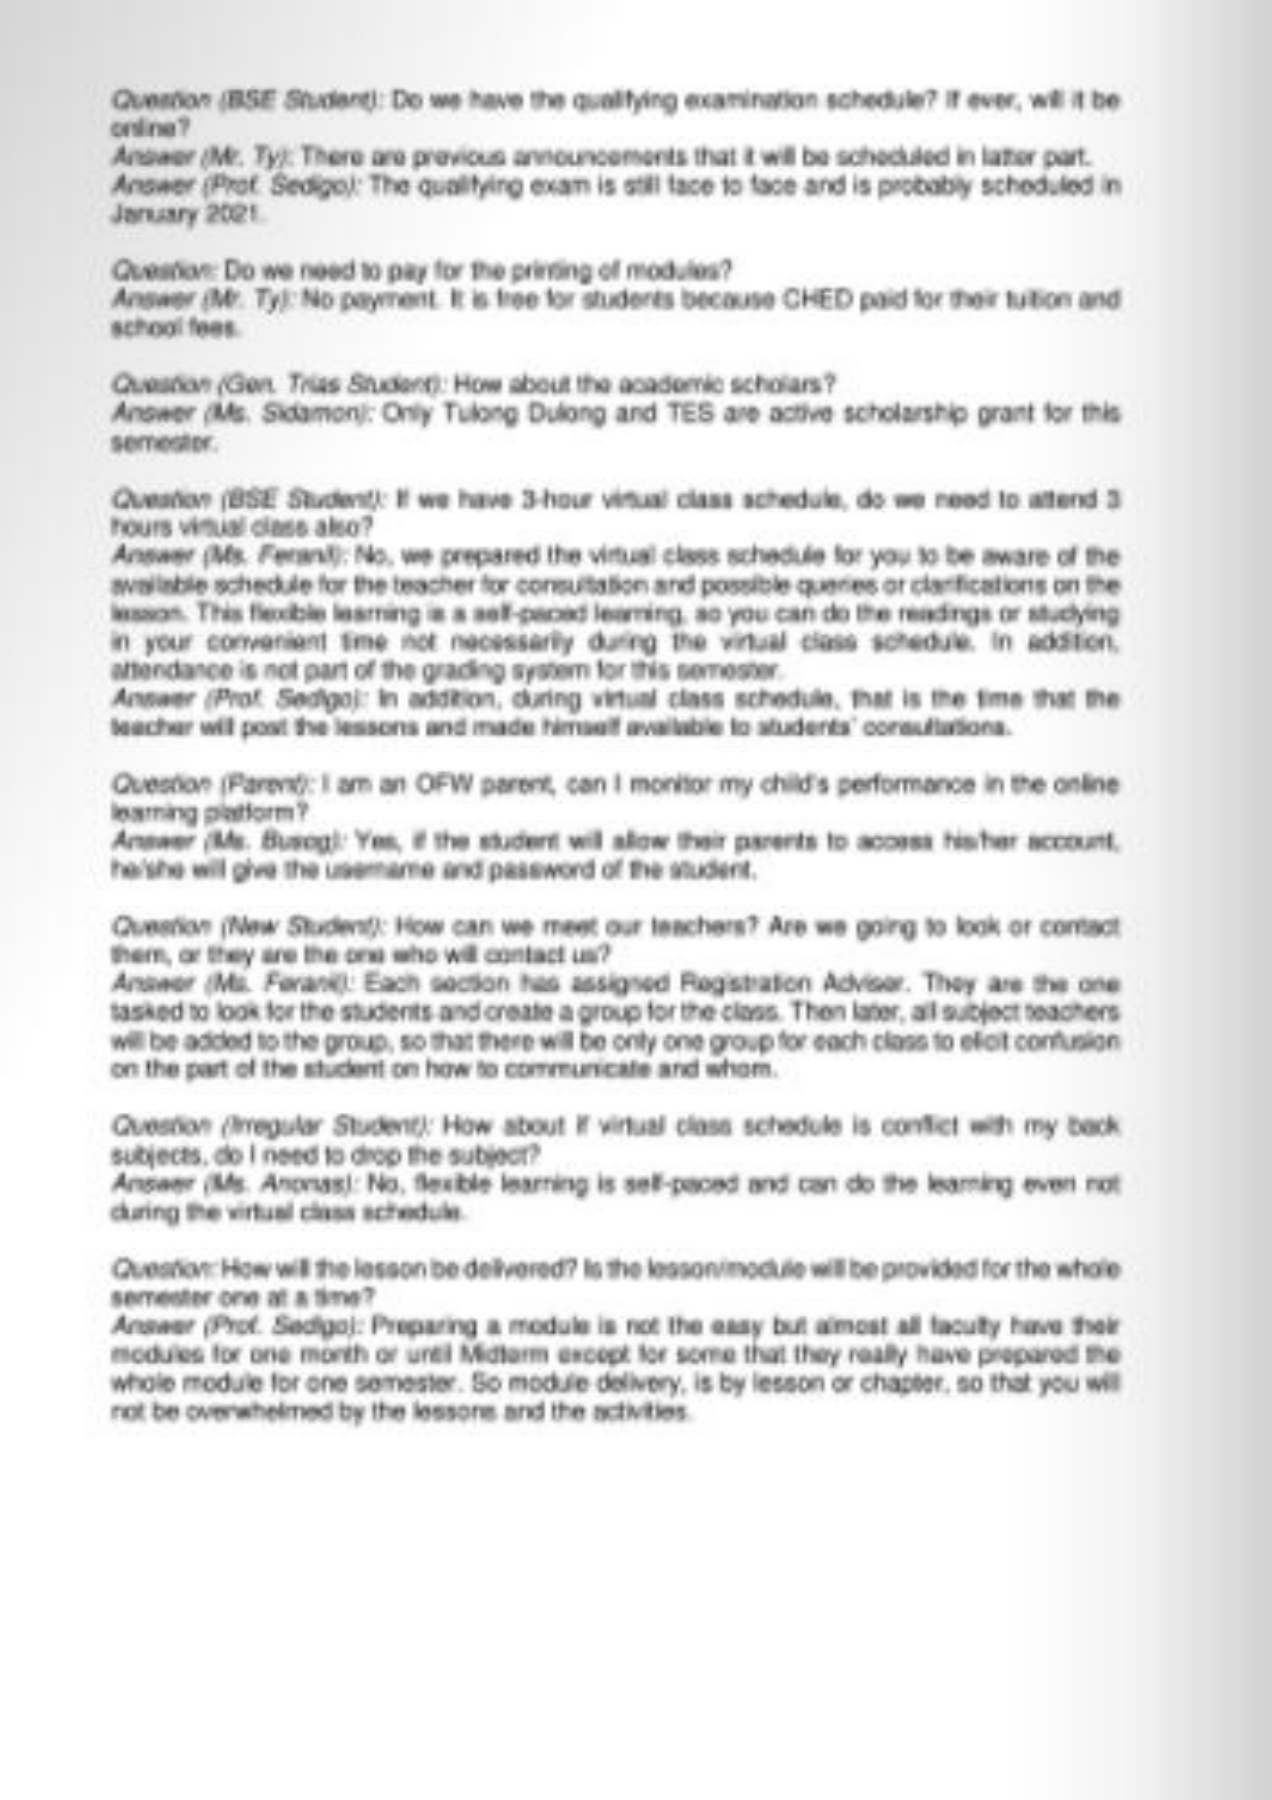 Question (BSE Student): Do we have the qualifying examination schedule? If ever, will it be
online?
Answer (Mr. Ty): There are previous announcements that it will be scheduled in latter part.
Answer (Prof. Sedigo): The qualifying exam is still face to face and is probably scheduled in
January 2021.
Question: Do we need to pay for the printing of modules?
Answer (Mr. Ty): No payment. It is free for students because CHED paid for their tuition and
school fees.
Question (Gen. Trias Student): How about the academic scholars?
Answer (Ms. Sidamon): Only Tulong Dulong and TES are active scholarship grant for this
semester.
Question (BSE Student): If we have 3-hour virtual class schedule, do we need to attend 3
hours virtual class also?
Answer (Ms. Feranil): No, we prepared the virtual class schedule for you to be aware of the
available schedule for the teacher for consultation and possible queries or clarifications on the
lesson. This flexible learning is a self-paced learning, so you can do the readings or studying
in your convenient time not necessarily during the virtual class schedule. In addition,
attendance is not part of the grading system for this semester.
Answer (Prof. Sedigo): In addition, during virtual class schedule, that is the time that the
teacher will post the lessons and made himself available to students' consultations.
Question (Parent): I am an OFW parent, can I monitor my child's performance in the online
learning platform?
Answer (Ms. Busog): Yes, if the student will allow their parents to access his/her account,
he/she will give the username and password of the student.
Question (New Student): How can we meet our teachers? Are we going to look or contact
them, or they are the one who will contact us?
Answer (Ms. Feranil): Each section has assigned Registration Adviser. They are the one
tasked to look for the students and create a group for the class. Then later, all subject teachers
will be added to the group, so that there will be only one group for each class to elicit confusion
on the part of the student on how to communicate and whom.
Question (Irregular Student): How about if virtual class schedule is conflict with my back
subjects, do I need to drop the subject?
Answer (Ms. Anonas): No, flexible learning is self-paced and can do the learning even not
during the virtual class schedule.
Question: How will the lesson be delivered? Is the lesson/module will be provided for the whole
semester one at a time?
Answer (Prof. Sedigo): Preparing a module is not the easy but almost all faculty have their
modules for one month or until Midterm except for some that they really have prepared the
whole module for one semester. So module delivery, is by lesson or chapter, so that you will
not be overwhelmed by the lessons and the activities.